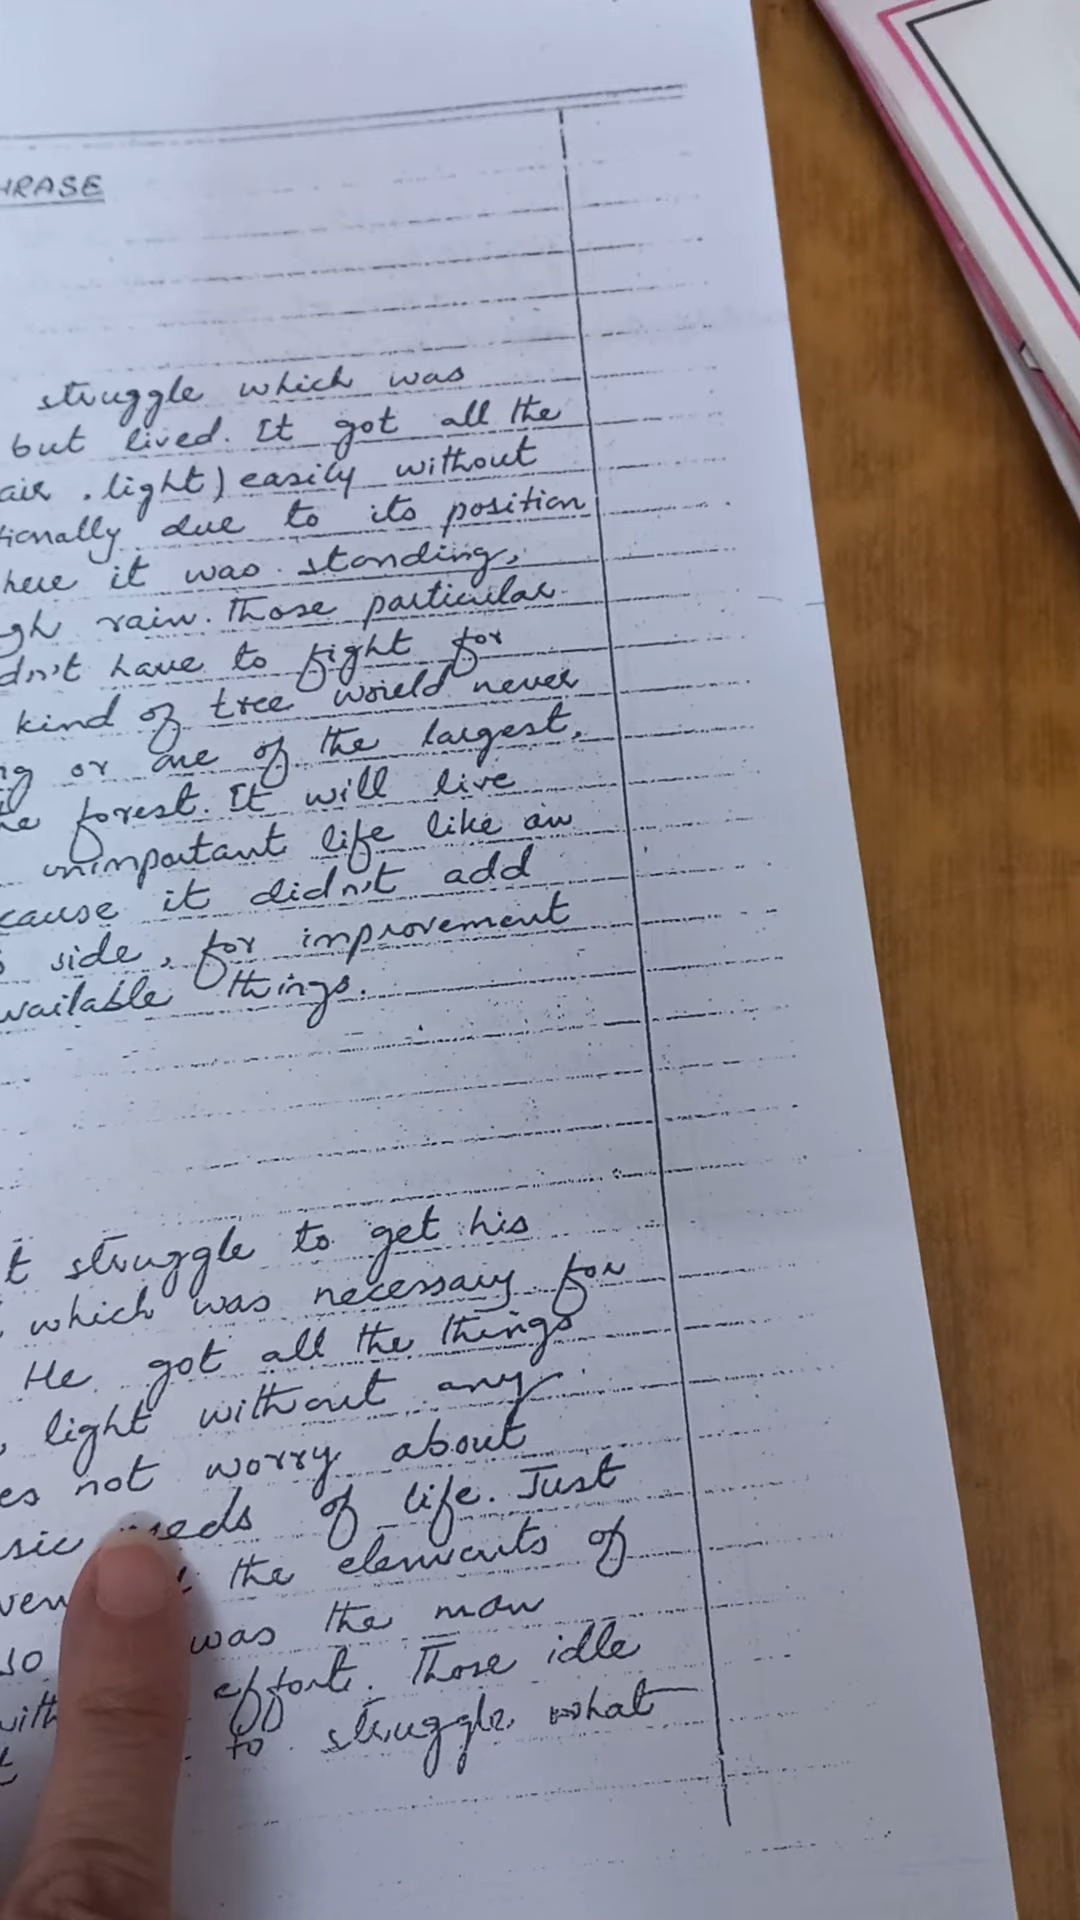 HRASE
struggle which was
but lived. It got all the
air, light) easily without
tionally due to its position
here it was standing,
gh rain. Those particular
dn't have to fight for
kind of tree would never
ng or one of the largest,
he forest. It will live
unimportant life like an
cause it didn't add
s side, for improvement
vailable things.
t struggle to get his
which was necessary for
He got all the things
, light without any
es not worry about
sic needs of life. Just
ven the elements of
so was the man
with effort. Those idle
t to struggle, what